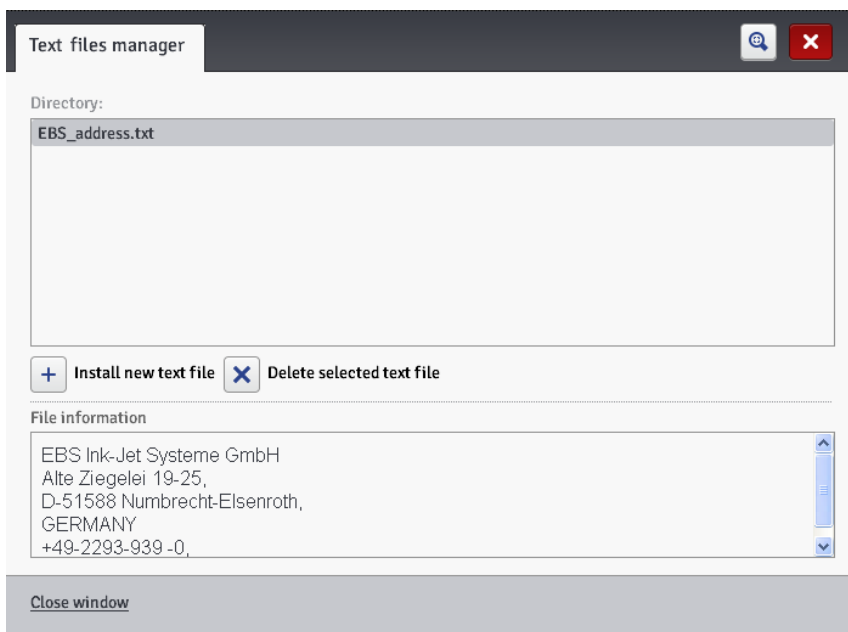 Text files manager
Directory:
EBS_address.txt
Install new text file
Delete selected text file
File information
EBS Ink-Jet Systeme GmbH
Alte Ziegelei 19-25,
D-51588 Numbrecht-Elsenroth,
GERMANY
+49-2293-939 -0,
Close window